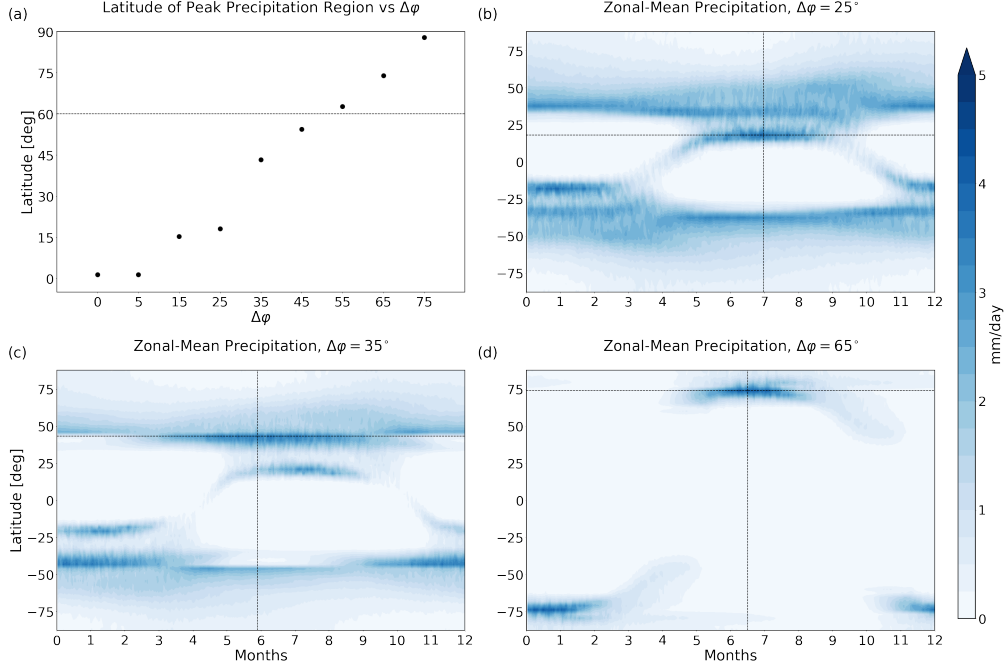 (a)
Latitude of Peak Precipitation Region vs Δφ
90
75
60
45
30
15
0
Latitude [deg]
0 5 15 25 35 45 55 65 75
Δφ
(b)
Zonal-Mean Precipitation, Δφ = 25°
75
50
25
0
−25
−50
−75
0 1 2 3 4 5 6 7 8 9 10 11 12
(c)
Zonal-Mean Precipitation, Δφ = 35°
75
50
25
0
−25
−50
−75
Latitude [deg]
0 1 2 3 4 5 6 7 8 9 10 11 12
Months
(d)
Zonal-Mean Precipitation, Δφ = 65°
75
50
25
0
−25
−50
−75
0 1 2 3 4 5 6 7 8 9 10 11 12
Months
5
4
3
2
1
0
mm/day